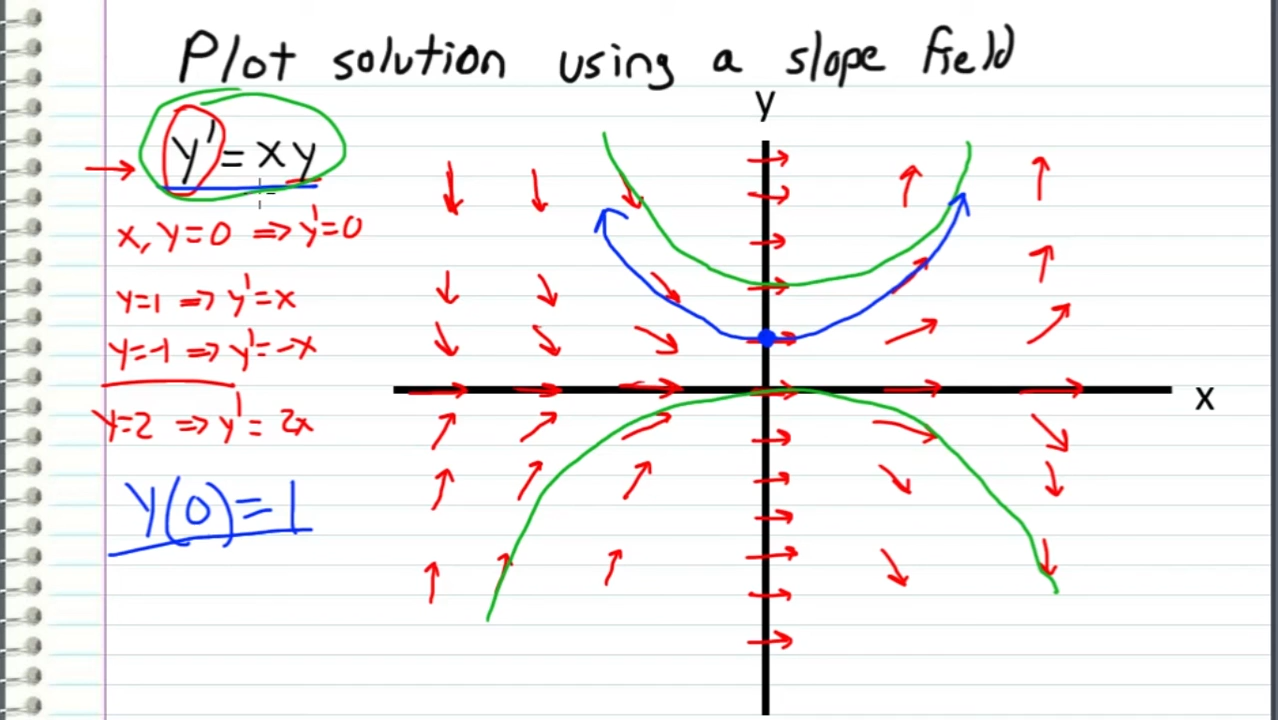 Plot solution using a slope field
y' = xy
x, y=0 ⇒ y'=0
y=1 ⇒ y'=x
y=-1 ⇒ y'=-x
y=2 ⇒ y'=2x
y(0)=1
y
x